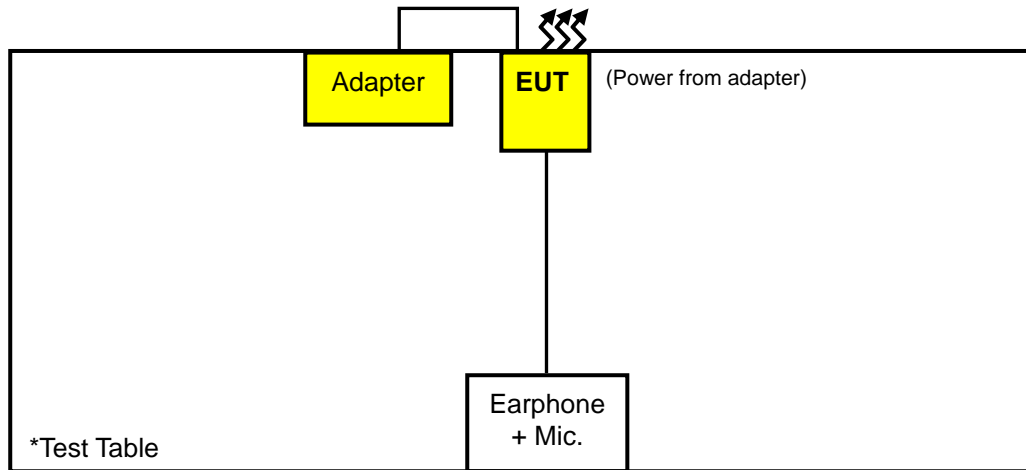 Adapter
EUT
(Power from adapter)
Earphone
+ Mic.
*Test Table